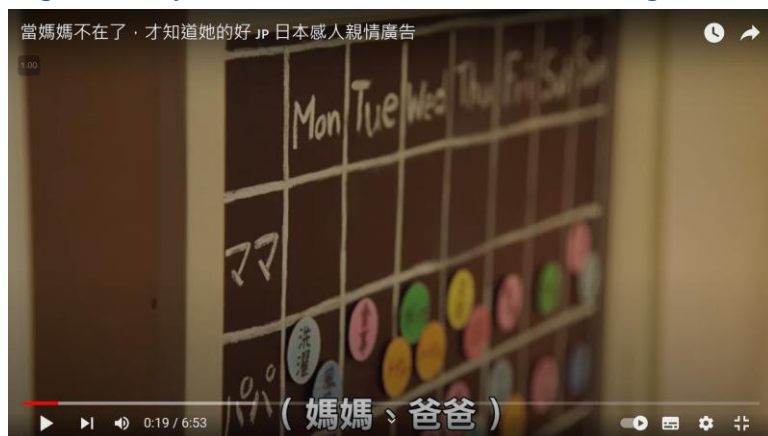 當媽媽不在了，才知道她的好 JP 日本感人親情廣告
1.00
Mon Tue Wed Thu Fri Sat Sun
ママ
洗濯
パパ
（媽媽、爸爸）
0:19 / 6:53